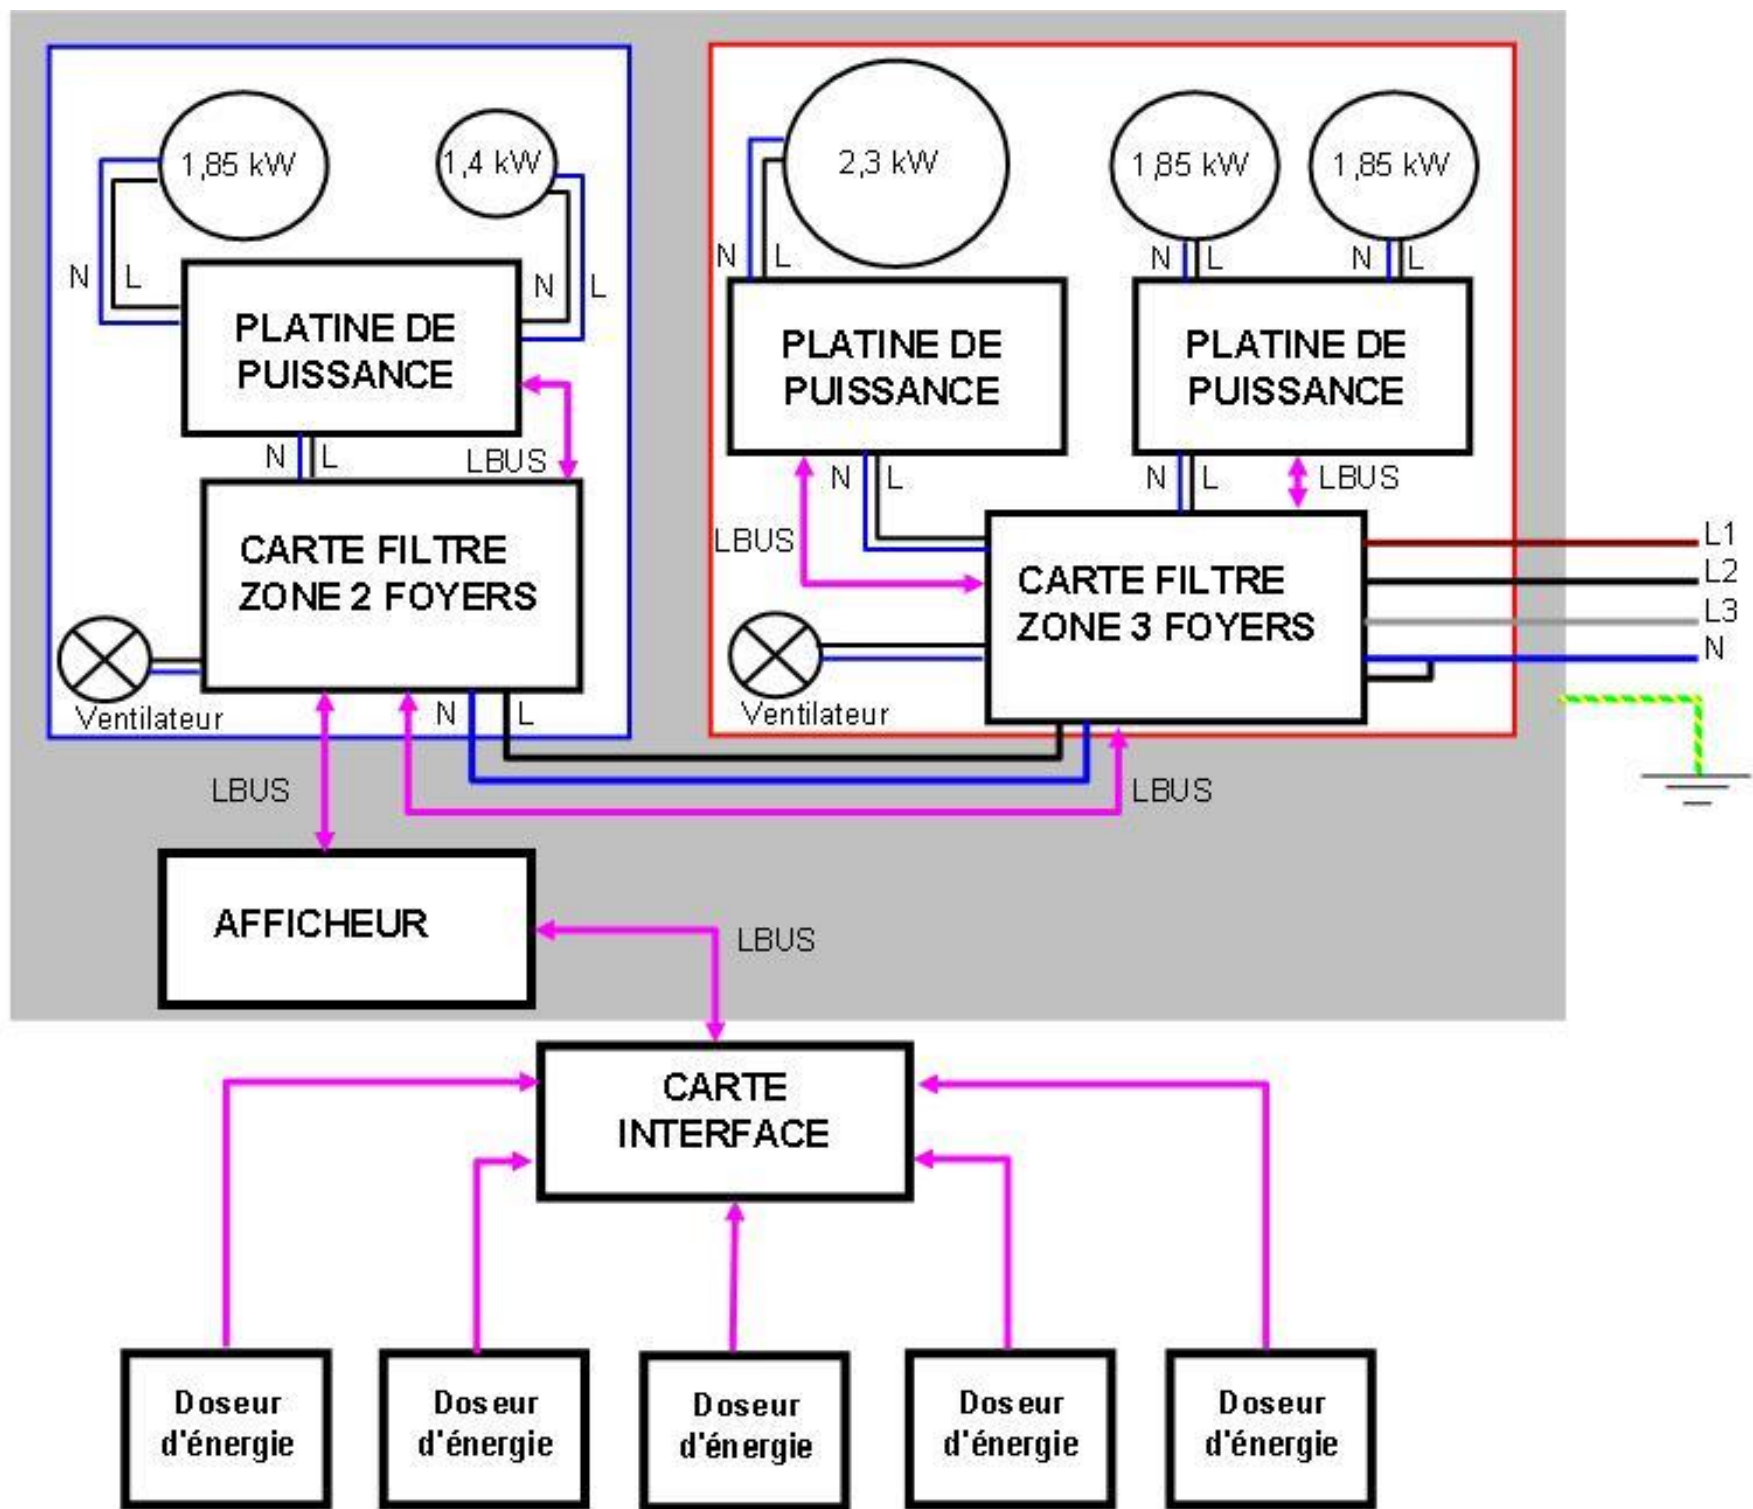 1,85 kW
1,4 kW
N
L
N
L
PLATINE DE
PUISSANCE
N
L
LBUS
CARTE FILTRE
ZONE 2 FOYERS
Ventilateur
N
L
2,3 kW
1,85 kW
1,85 kW
N
L
N
L
N
L
PLATINE DE
PUISSANCE
PLATINE DE
PUISSANCE
N
L
N
L
LBUS
LBUS
CARTE FILTRE
ZONE 3 FOYERS
Ventilateur
L1
L2
L3
N
LBUS
LBUS
AFFICHEUR
LBUS
CARTE
INTERFACE
Doseur
d'énergie
Doseur
d'énergie
Doseur
d'énergie
Doseur
d'énergie
Doseur
d'énergie